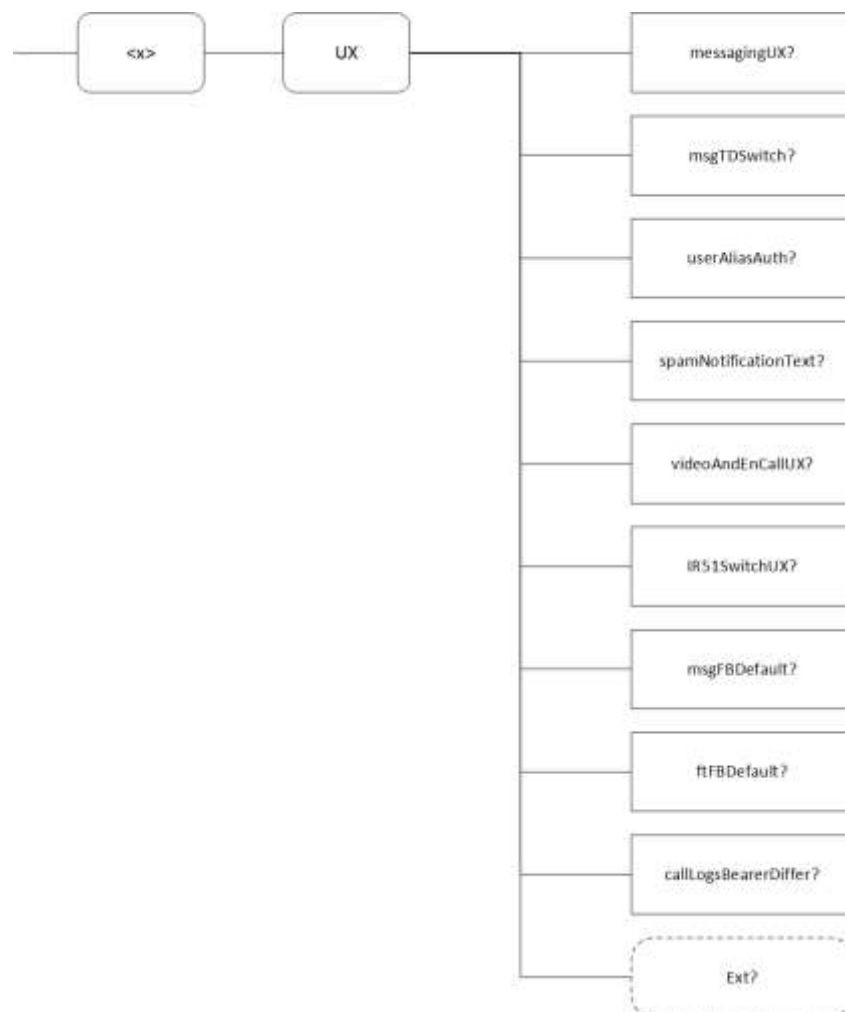 <x>
UX
messagingUX?
msgTDSwitch?
userAliasAuth?
spamNotificationText?
videoAndEnCallUX?
IR51SwitchUX?
msgFBDefault?
ftFBDefault?
callLogsBearerDiffer?
Ext?